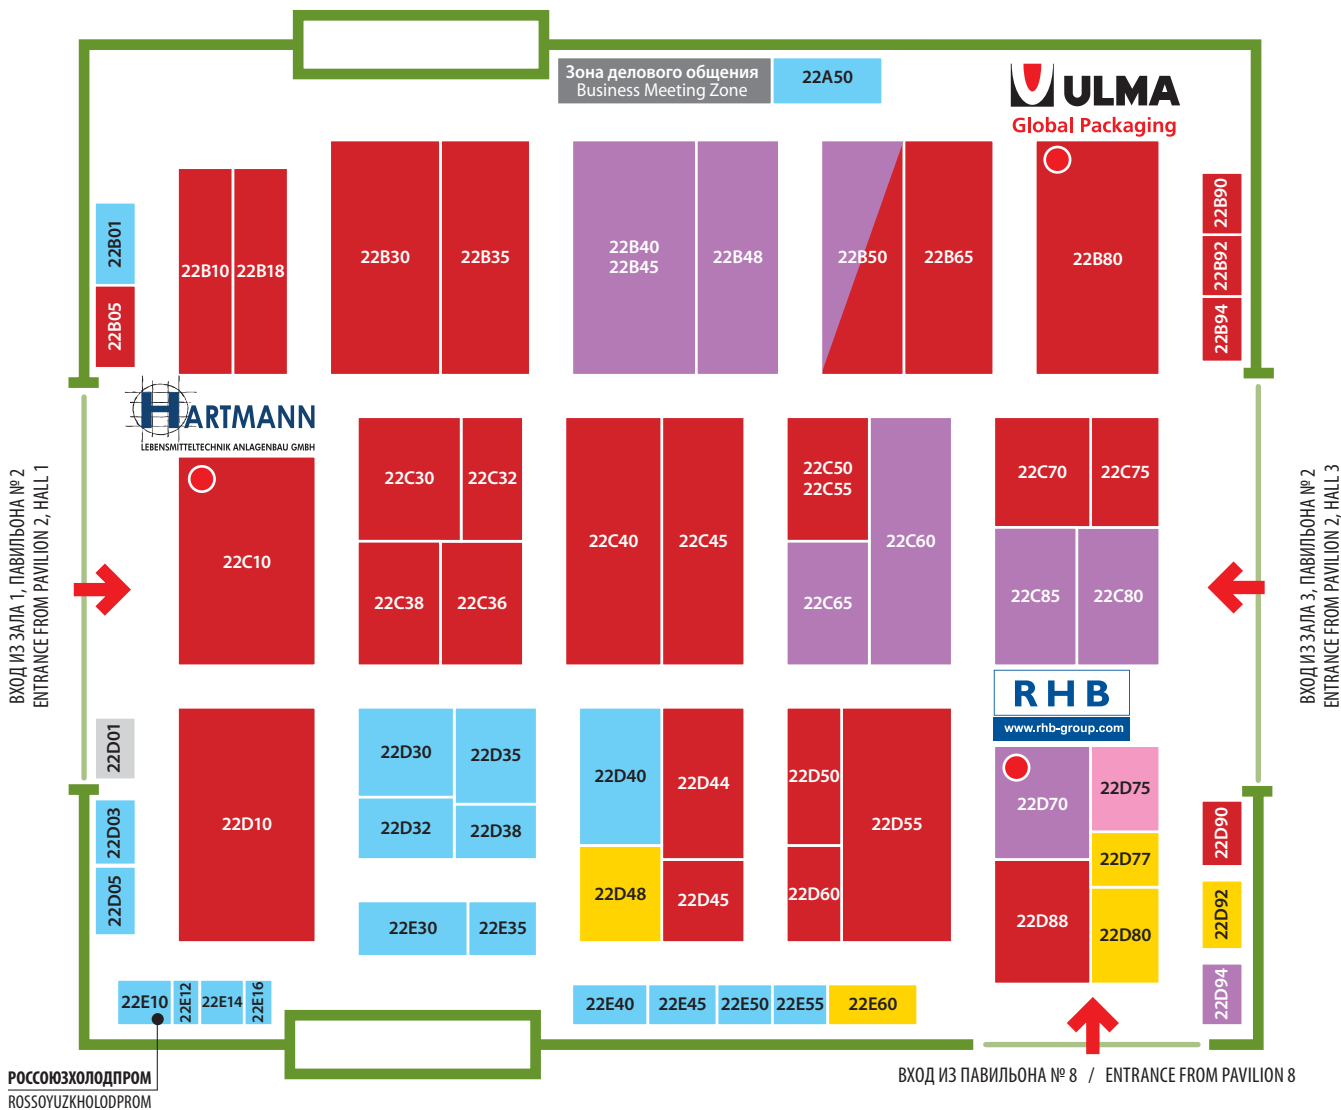 Зона делового общения
Business Meeting Zone
22A50
ULMA
Global Packaging
22B01
22B05
22B10
22B18
22B30
22B35
22B40
22B45
22B48
22B50
22B65
22B80
22B90
22B92
22B94
HARTMANN
LEBENSMITTELTECHNIK ANLAGENBAU GMBH
ВХОД ИЗ ЗАЛА 1, ПАВИЛЬОНА № 2
ENTRANCE FROM PAVILION 2, HALL 1
22C10
22C30
22C32
22C38
22C36
22C40
22C45
22C50
22C55
22C65
22C60
22C70
22C75
22C85
22C80
ВХОД ИЗ ЗАЛА 3, ПАВИЛЬОНА № 2
ENTRANCE FROM PAVILION 2, HALL 3
RHB
www.rhb-group.com
22D01
22D03
22D05
22D10
22D30
22D35
22D32
22D38
22D40
22D44
22D48
22D45
22D50
22D55
22D60
22D70
22D75
22D77
22D88
22D80
22D90
22D92
22D94
22E30
22E35
22E10
22E12
22E14
22E16
22E40
22E45
22E50
22E55
22E60
РОССОЮЗХОЛОДПРОМ
ROSSOYUZKHOLODPROM
ВХОД ИЗ ПАВИЛЬОНА № 8 / ENTRANCE FROM PAVILION 8